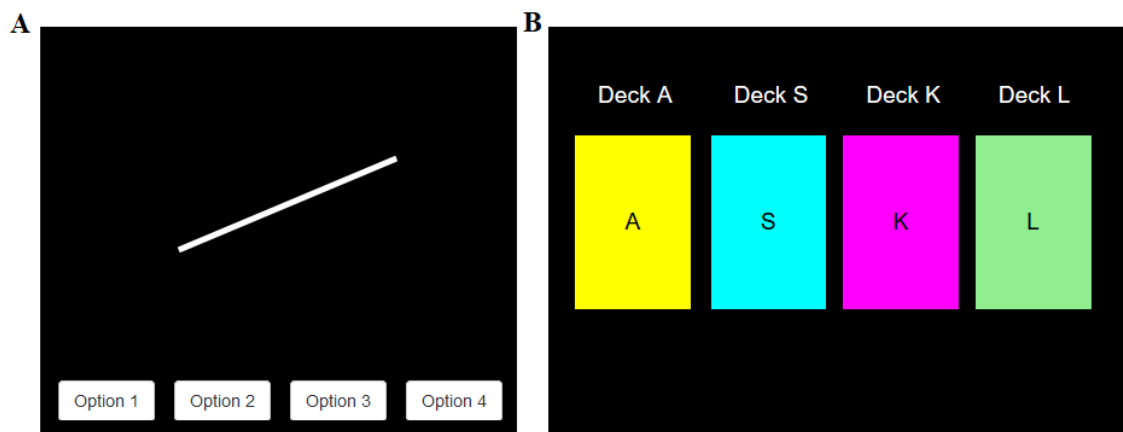 A
B
Deck A Deck S Deck K Deck L
A S K L
Option 1 Option 2 Option 3 Option 4